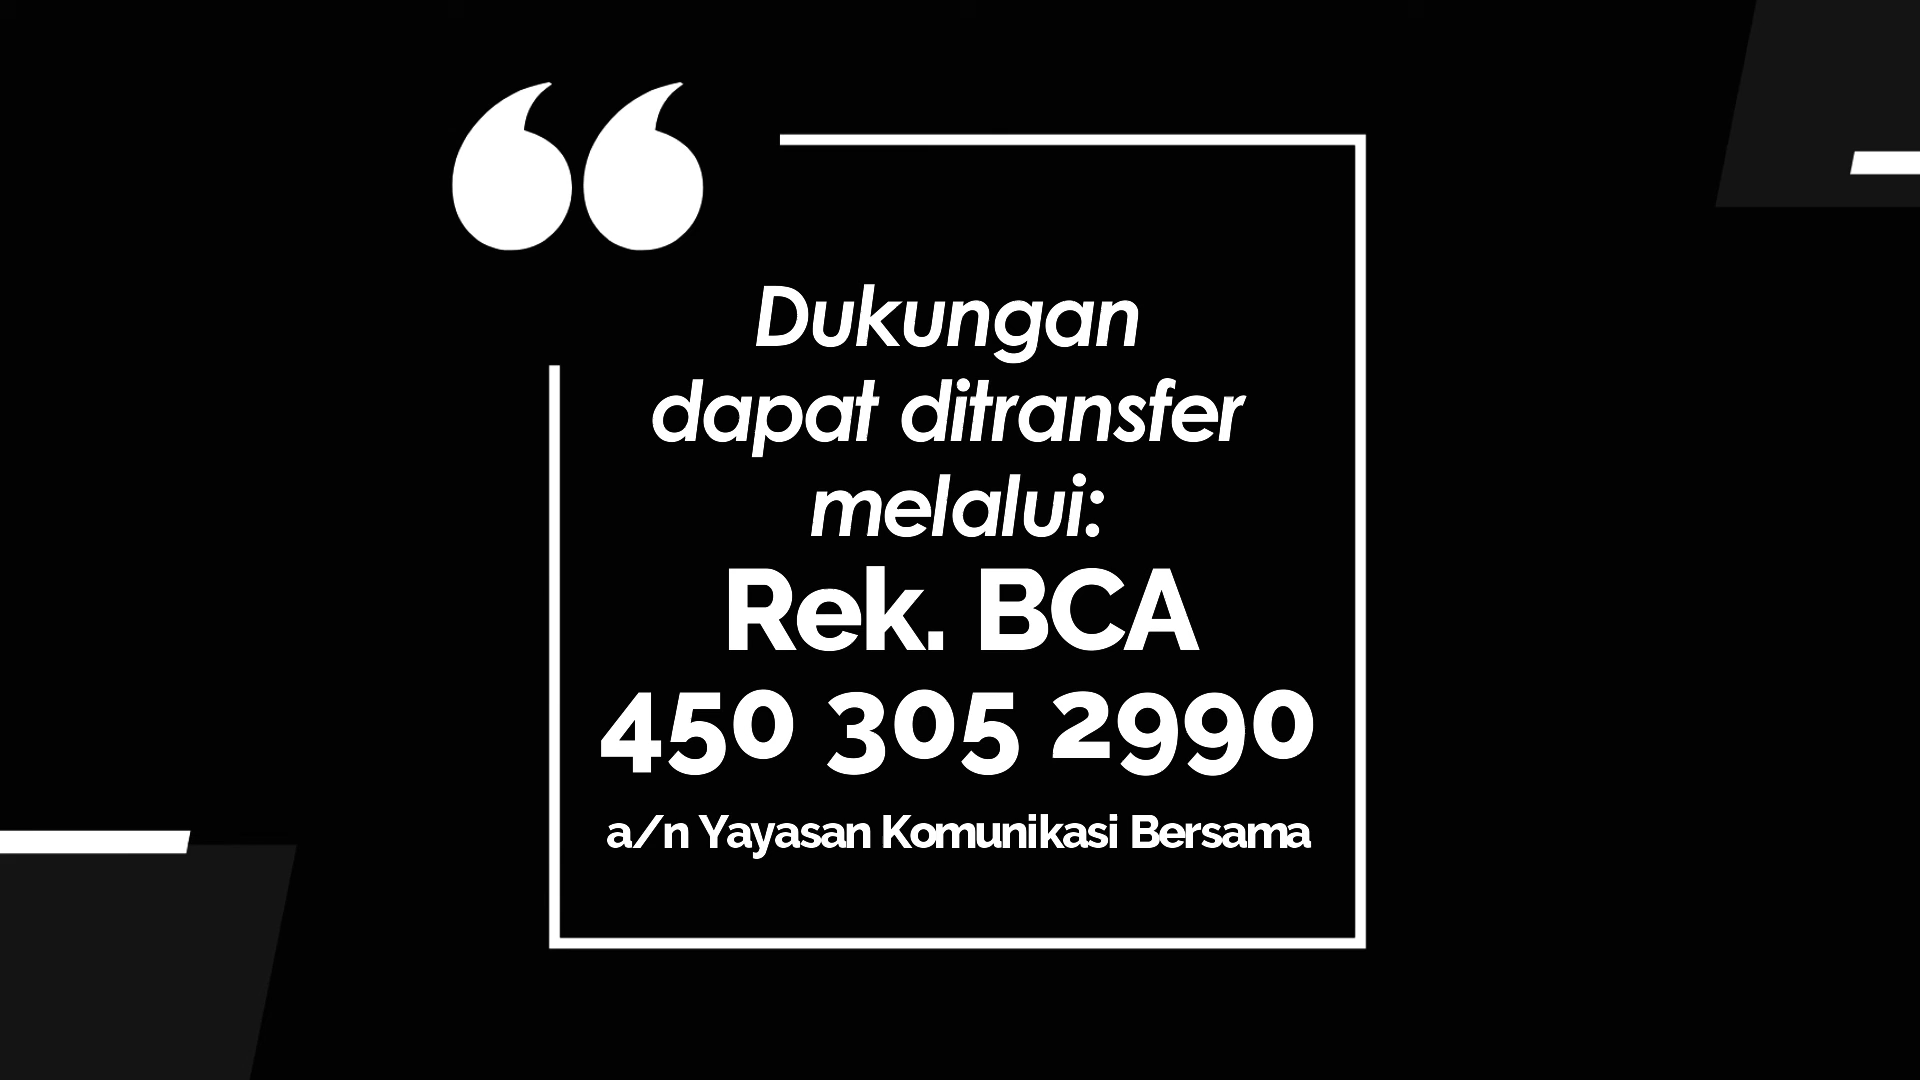 Dukungan
dapat ditransfer
melalui:
Rek. BCA
450 305 2990
a/n Yayasan Komunikasi Bersama